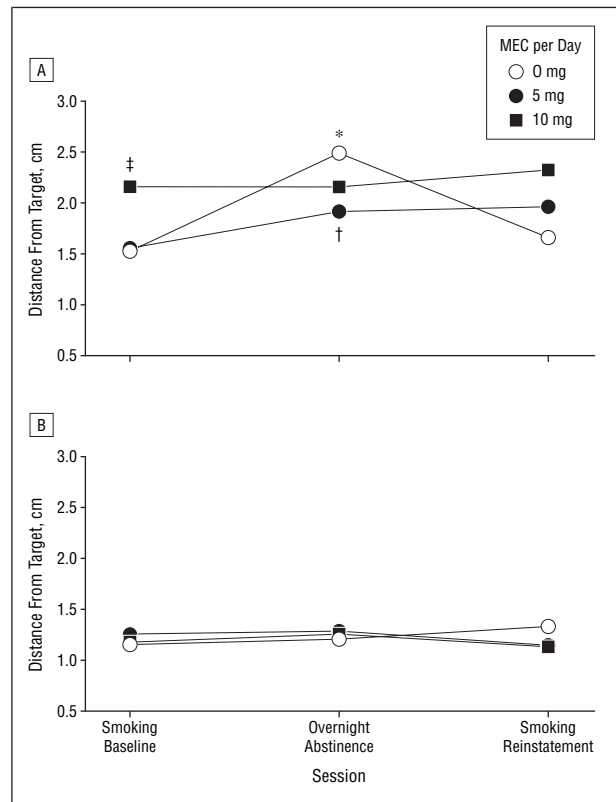 MEC per Day
0 mg
5 mg
10 mg
A
3.0
2.5
2.0
1.5
1.0
0.5
Distance From Target, cm
‡
*
†
B
3.0
2.5
2.0
1.5
1.0
0.5
Distance From Target, cm
Smoking
Baseline
Overnight
Abstinence
Smoking
Reinstatement
Session